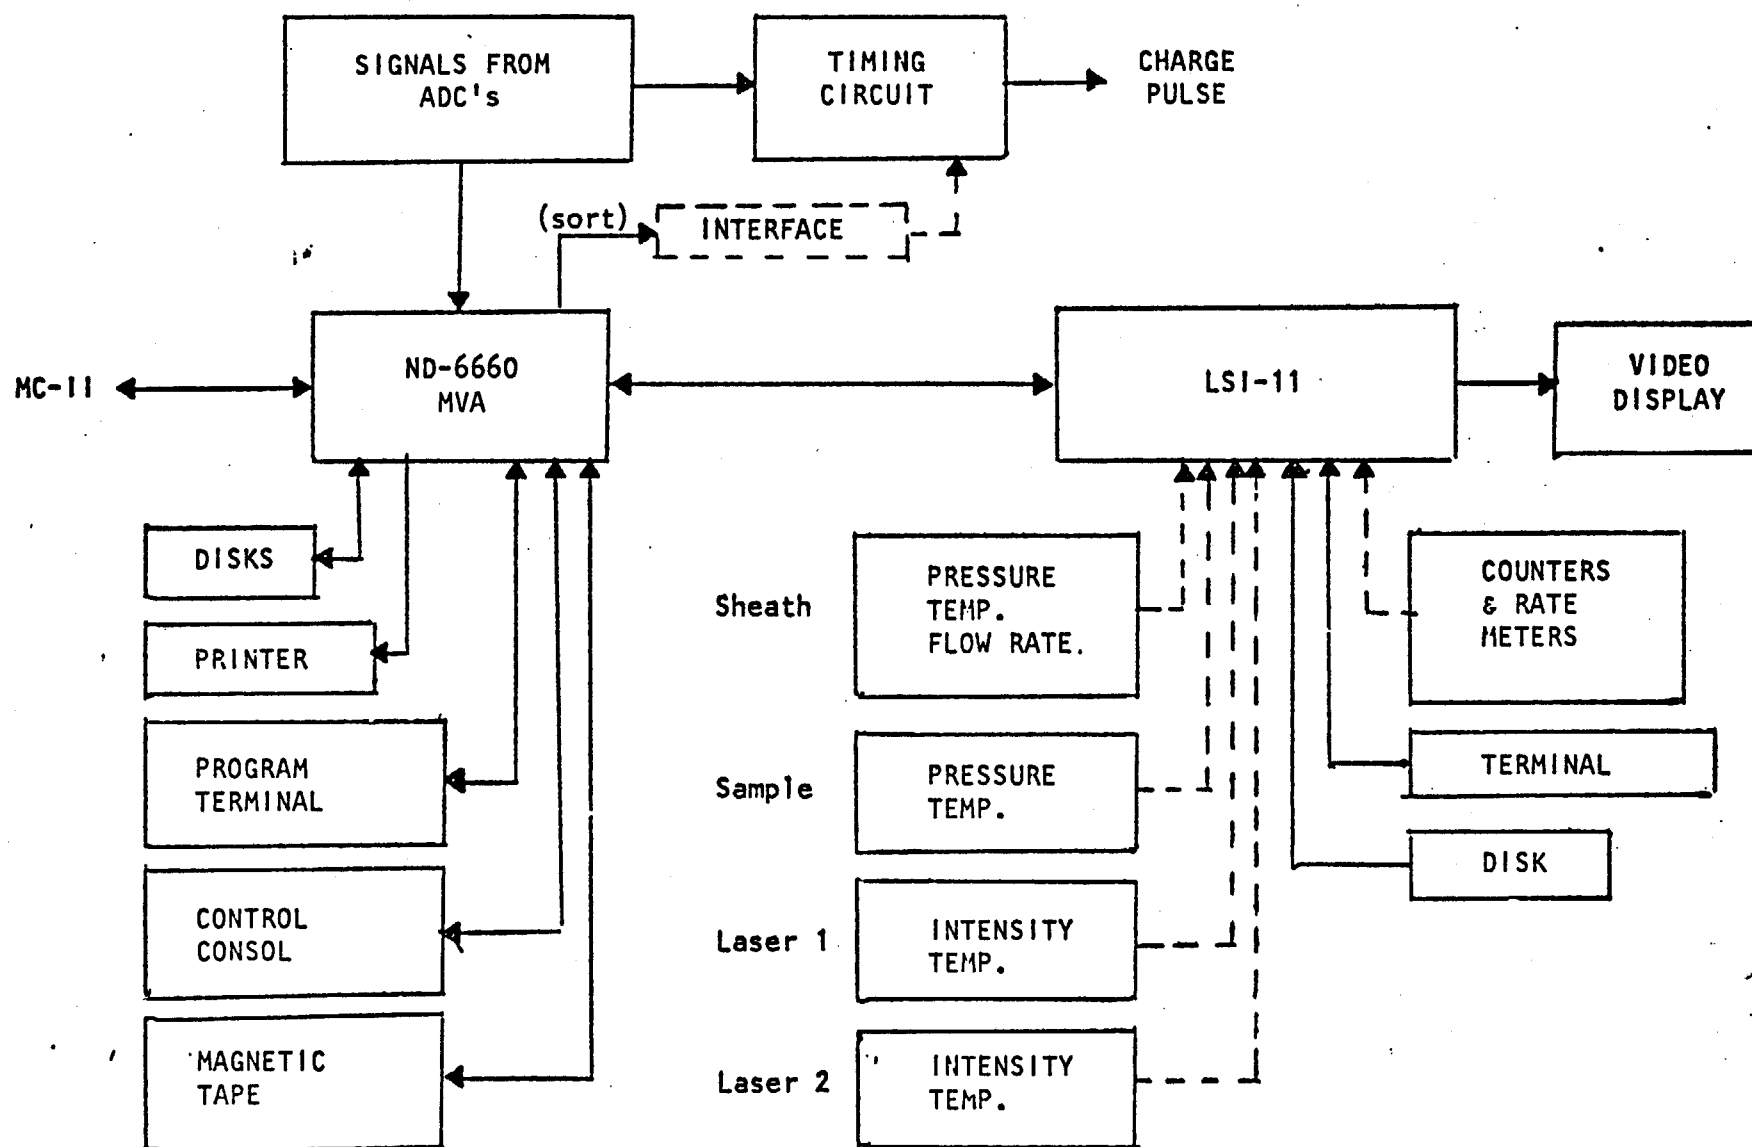 SIGNALS FROM
ADC's
TIMING
CIRCUIT
CHARGE
PULSE
(sort)
INTERFACE
MC-11
ND-6660
MVA
LSI-11
VIDEO
DISPLAY
DISKS
PRINTER
PROGRAM
TERMINAL
CONTROL
CONSOL
MAGNETIC
TAPE
Sheath
PRESSURE
TEMP.
FLOW RATE.
Sample
PRESSURE
TEMP.
Laser 1
INTENSITY
TEMP.
Laser 2
INTENSITY
TEMP.
COUNTERS
& RATE
METERS
TERMINAL
DISK